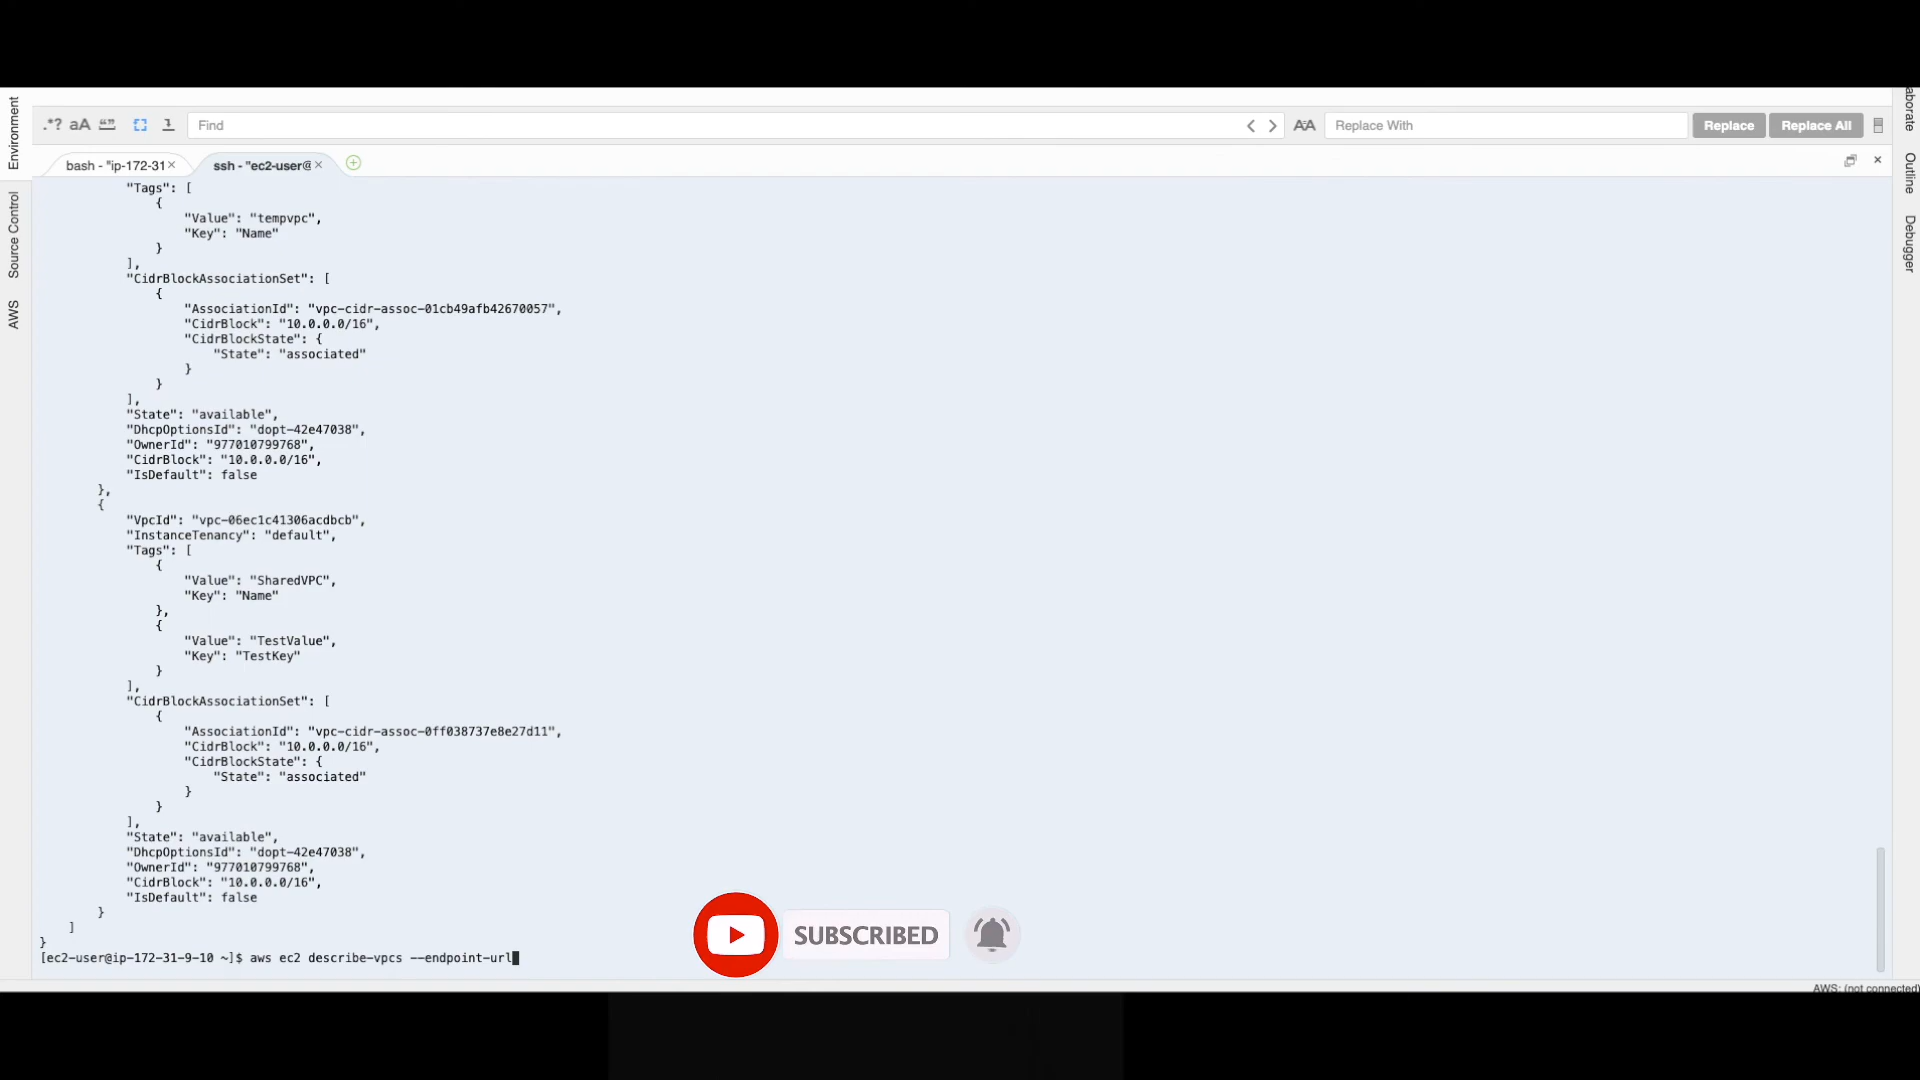 Environment
Source Control
AWS
.*? aA “”
Find
AA
Replace With
Replace
Replace All
bash - "ip-172-31
ssh - "ec2-user@
"Tags": [
{
"Value": "tempvpc",
"Key": "Name"
}
],
"CidrBlockAssociationSet": [
{
"AssociationId": "vpc-cidr-assoc-01cb49afb42670057",
"CidrBlock": "10.0.0.0/16",
"CidrBlockState": {
"State": "associated"
}
}
],
"State": "available",
"DhcpOptionsId": "dopt-42e47038",
"OwnerId": "977010799768",
"CidrBlock": "10.0.0.0/16",
"IsDefault": false
},
{
"VpcId": "vpc-06ec1c41306acdbcb",
"InstanceTenancy": "default",
"Tags": [
{
"Value": "SharedVPC",
"Key": "Name"
},
{
"Value": "TestValue",
"Key": "TestKey"
}
],
"CidrBlockAssociationSet": [
{
"AssociationId": "vpc-cidr-assoc-0ff038737e8e27d11",
"CidrBlock": "10.0.0.0/16",
"CidrBlockState": {
"State": "associated"
}
}
],
"State": "available",
"DhcpOptionsId": "dopt-42e47038",
"OwnerId": "977010799768",
"CidrBlock": "10.0.0.0/16",
"IsDefault": false
}
]
}
[ec2-user@ip-172-31-9-10 ~]$ aws ec2 describe-vpcs --endpoint-url
SUBSCRIBED
aborate
Outline
Debugger
AWS: (not connected)